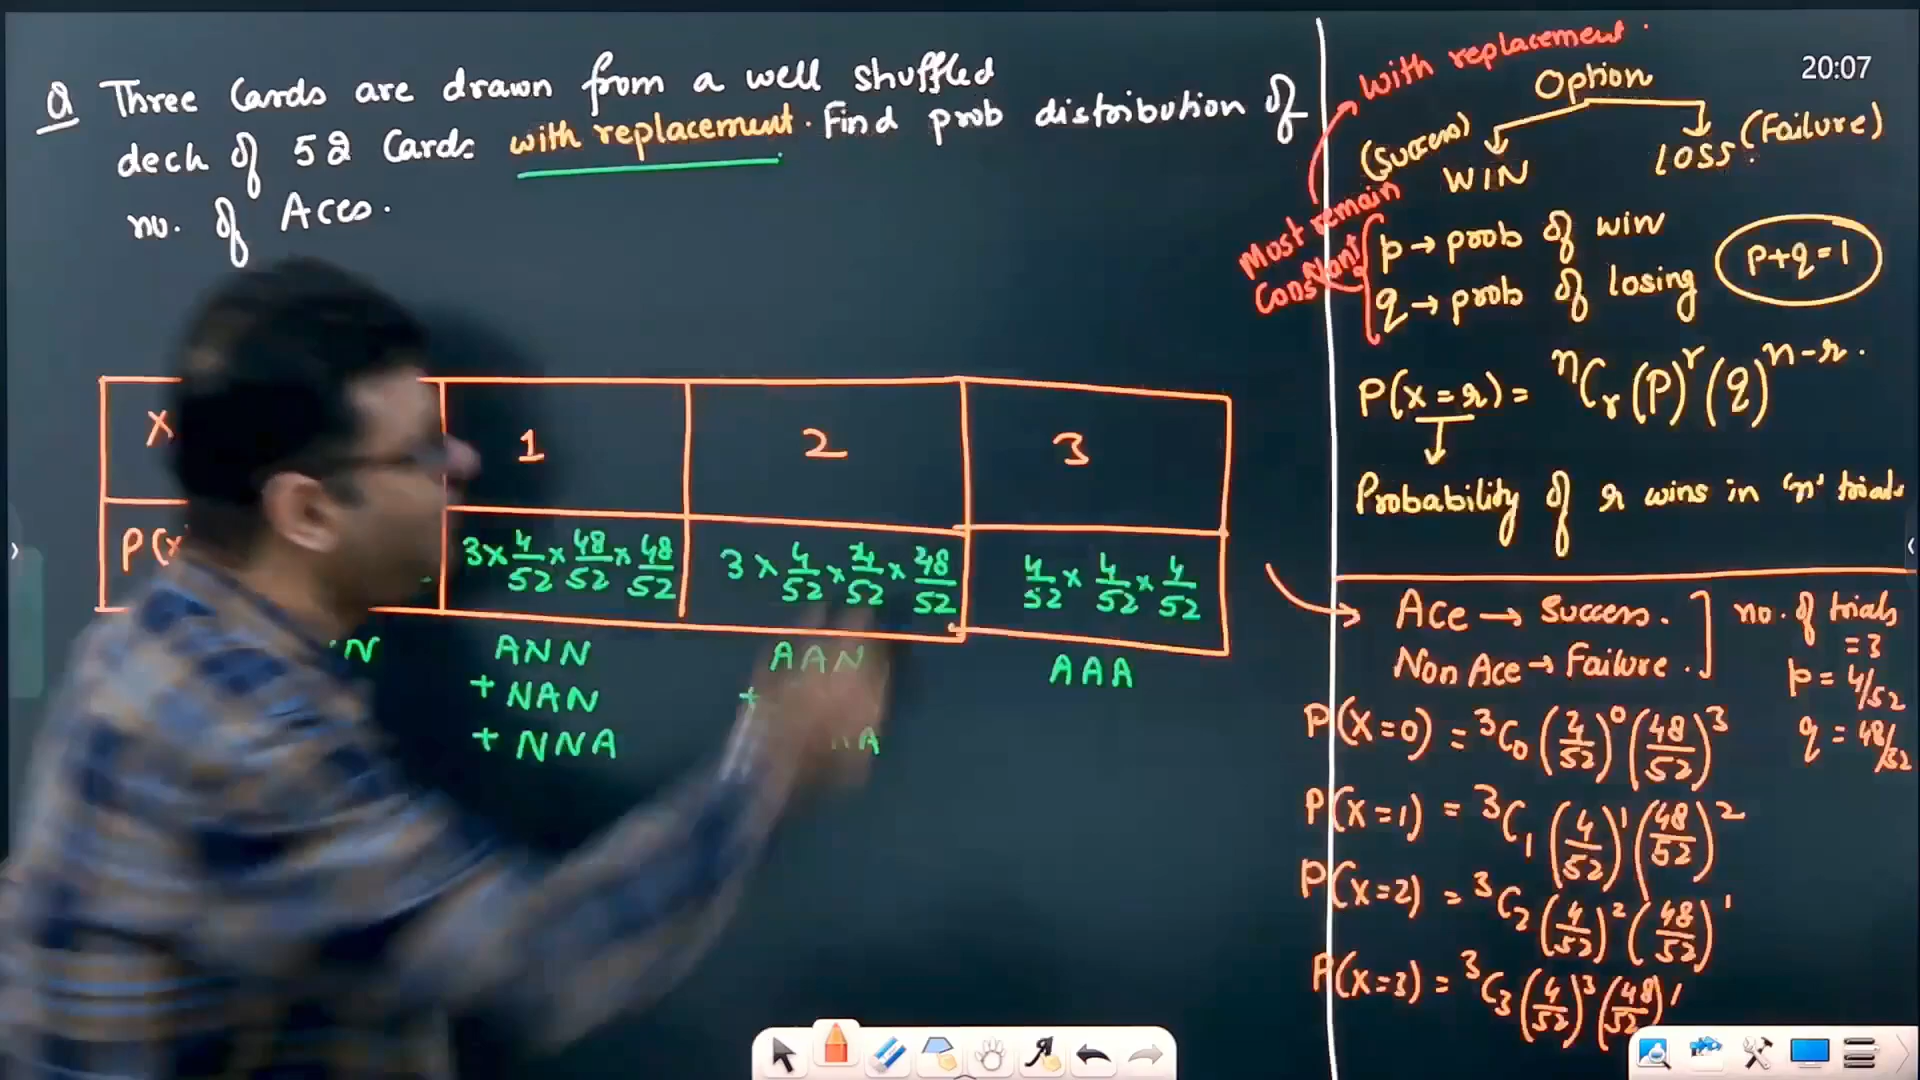 Q Three Cards are drawn from a well shuffled
deck of 52 Cards with replacement. Find prob distribution of
no. of Aces.
X 1 2 3
P(x 3 × 4/52 × 48/52 × 48/52 3 × 4/52 × 4/52 × 48/52 4/52 × 4/52 × 4/52
N ANN AAN AAA
+ NAN +
+ NNA A
With replacement.
20:07
Option
(Success) WIN LOSS (Failure)
Must remain Constant
p → prob of win
q → prob of losing
p+q=1
P(x=r) = ⁿCᵣ (P)^r (q)^n-r.
Probability of r wins in 'n' trials
Ace → Success.
Non Ace → Failure.
no. of trials
=3
p = 4/52
q = 48/52
P(x=0) = ³C₀ (4/52)^0 (48/52)^3
P(x=1) = ³C₁ (4/52)^1 (48/52)^2
P(x=2) = ³C₂ (4/52)^2 (48/52)^1
P(x=3) = ³C₃ (4/52)^3 (48/52)^1